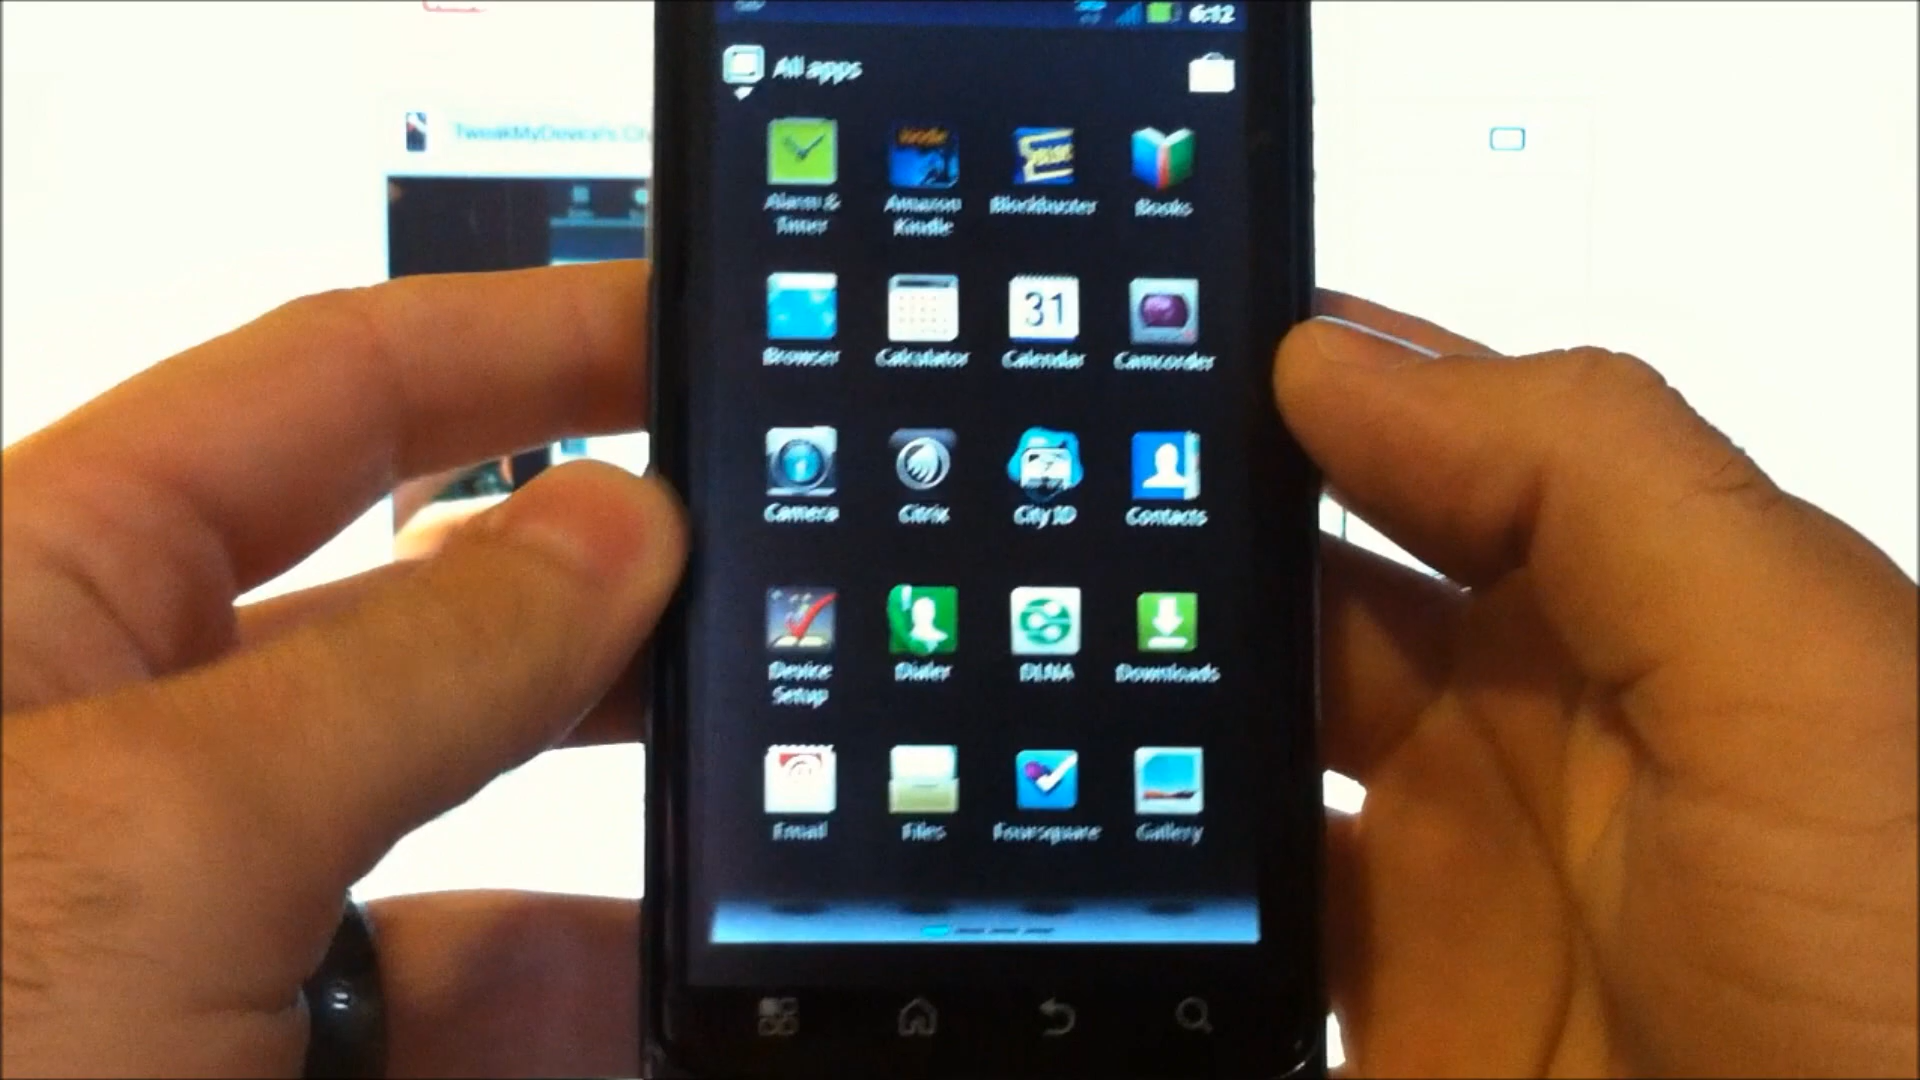 6:12
All apps
TweakMyDevice's
Alarm &
Timer
Amazon
Kindle
Blockbuster
Books
Browser
Calculator
31
Calendar
Camcorder
Camera
Citrix
City ID
Contacts
Device
Setup
Dialer
DLNA
Downloads
Email
Files
Foursquare
Gallery